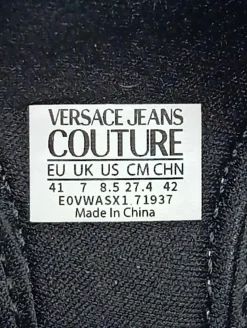 VERSACE JEANS
COUTURE
EU UK US CM CHN
41 7 8.5 27.4 42
E0VWASX1 71937
Made In China